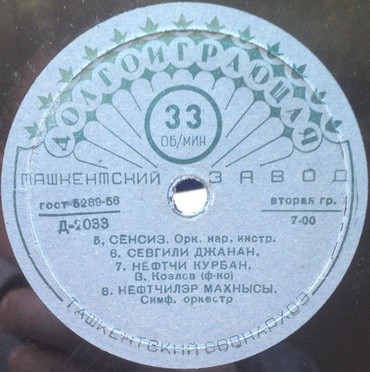 ДОЛГОИГРАЮЩАЯ
33
ОБ/МИН
ТАШКЕНТСКИЙ ЗАВОД
ГОСТ 5289-56 вторая гр.
Д-2033 7-00
5, СЕНСИЗ. Орк. нар. инстр.
6. СЕВГИЛИ ДЖАНАН,
7. НЕФТЧИ КУРБАН,
В. Козлов (ф-но)
8. НЕФТЧИЛЭР МАХНЫСЫ.
Симф. оркестр
ТАШКЕНТСКИЙ СОВНАРХОЗ